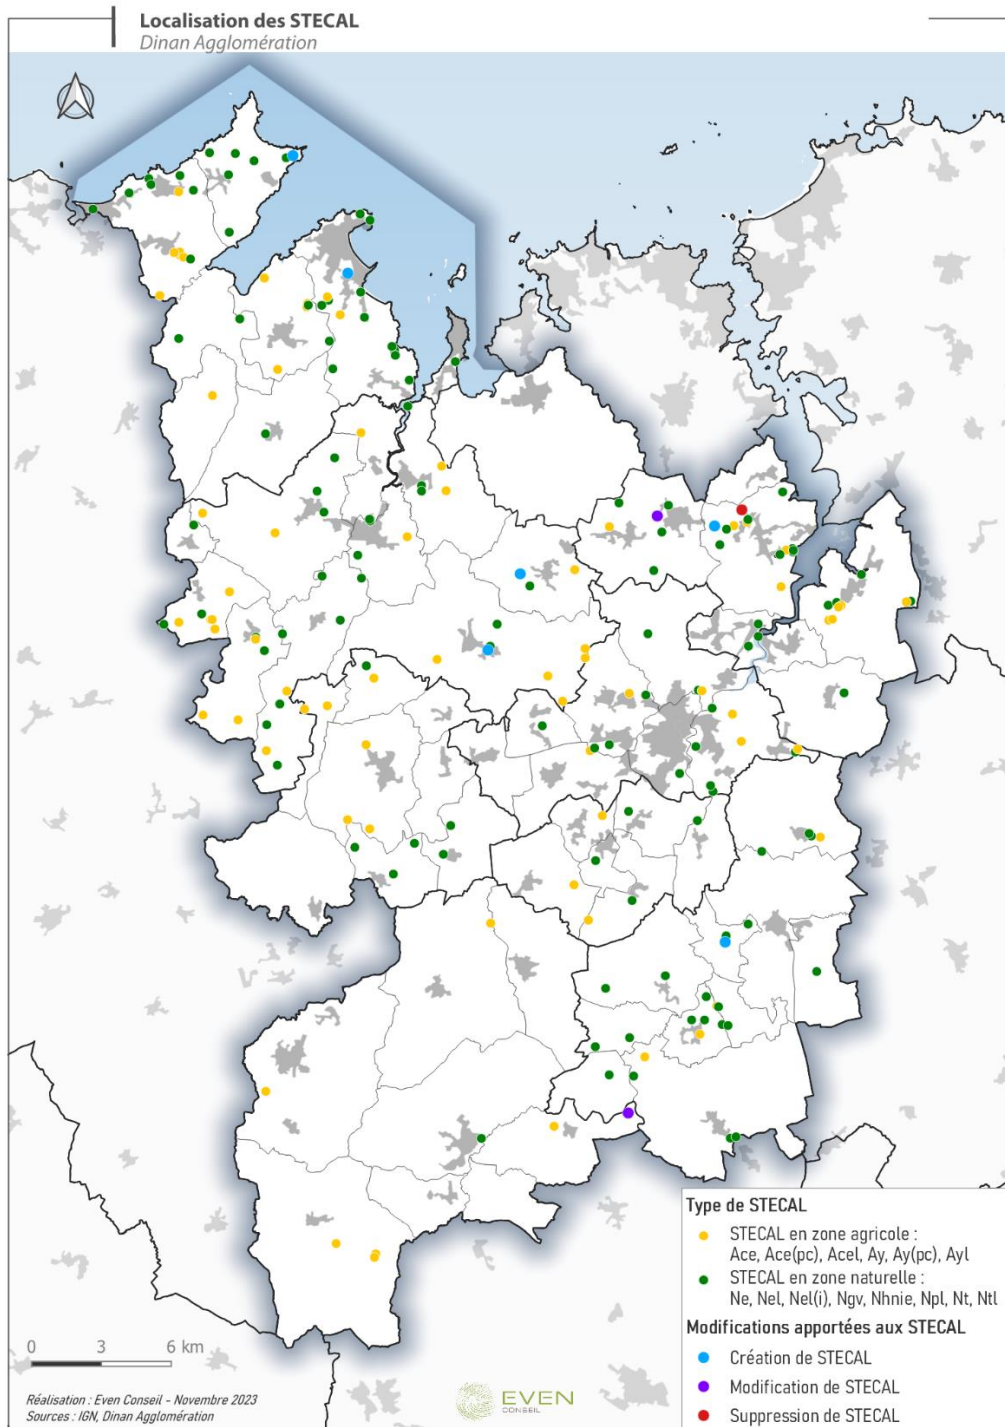 Localisation des STECAL
Dinan Agglomération
Type de STECAL
STECAL en zone agricole :
Ace, Ace(pc), Acel, Ay, Ay(pc), Ayl
STECAL en zone naturelle :
Ne, Nel, Nel(i), Ngv, Nhnie, Npl, Nt, Ntl
Modifications apportées aux STECAL
Création de STECAL
Modification de STECAL
Suppression de STECAL
0 3 6 km
Réalisation : Even Conseil - Novembre 2023
Sources : IGN, Dinan Agglomération
EVEN
CONSEIL